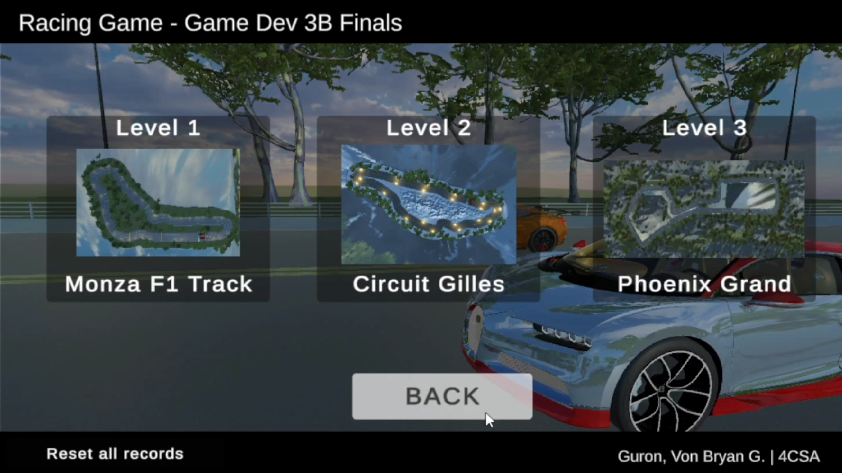 Racing Game - Game Dev 3B Finals
Level 1
Level 2
Level 3
Monza F1 Track
Circuit Gilles
Phoenix Grand
BACK
Reset all records
Guron, Von Bryan G. | 4CSA